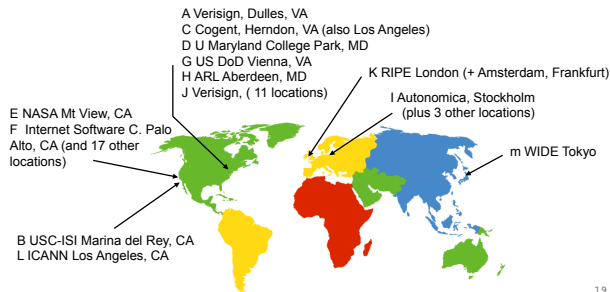 A Verisign, Dulles, VA
C Cogent, Herndon, VA (also Los Angeles)
D U Maryland College Park, MD
G US DoD Vienna, VA
H ARL Aberdeen, MD
J Verisign, ( 11 locations)
K RIPE London (+ Amsterdam, Frankfurt)
I Autonomica, Stockholm
(plus 3 other locations)
E NASA Mt View, CA
F Internet Software C. Palo
Alto, CA (and 17 other
locations)
m WIDE Tokyo
B USC-ISI Marina del Rey, CA
L ICANN Los Angeles, CA
19